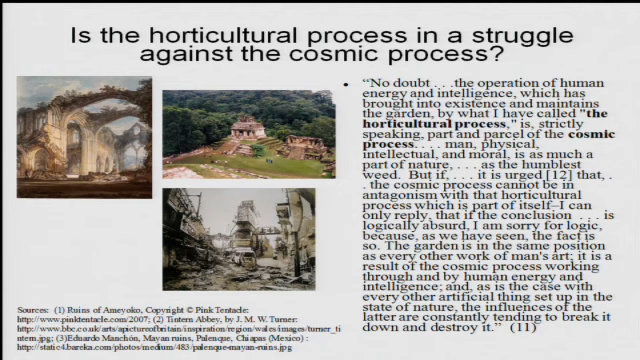 Is the horticultural process in a struggle
against the cosmic process?
• “No doubt . . .the operation of human
energy and intelligence, which has
brought into existence and maintains
the garden, by what I have called "the
horticultural process," is, strictly
speaking, part and parcel of the cosmic
process. . . . man, physical,
intellectual, and moral, is as much a
part of nature, . . . as the humblest
weed. But if, . . . it is urged [12] that, .
. the cosmic process cannot be in
antagonism with that horticultural
process which is part of itself–I can
only reply, that if the conclusion . . . is
logically absurd, I am sorry for logic,
because, as we have seen, the fact is
so. The garden is in the same position
as every other work of man's art; it is a
result of the cosmic process working
through and by human energy and
intelligence; and, as is the case with
every other artificial thing set up in the
state of nature, the influences of the
latter are constantly tending to break it
down and destroy it.” (11)
Sources: (1) Ruins of Ameyoko, Copyright © Pink Tentacle:
http://www.pinktentacle.com/2007; (2) Tintern Abbey, by J. M. W. Turner:
http://www.bbc.co.uk/arts/apictureofbritain/inspiration/region/wales/images/turner_ti
ntern.jpg; (3)Eduardo Manchón, Mayan ruins, Palenque, Chiapas (Mexico) :
http://static4.bareka.com/photos/medium/483/palenque-mayan-ruins.jpg